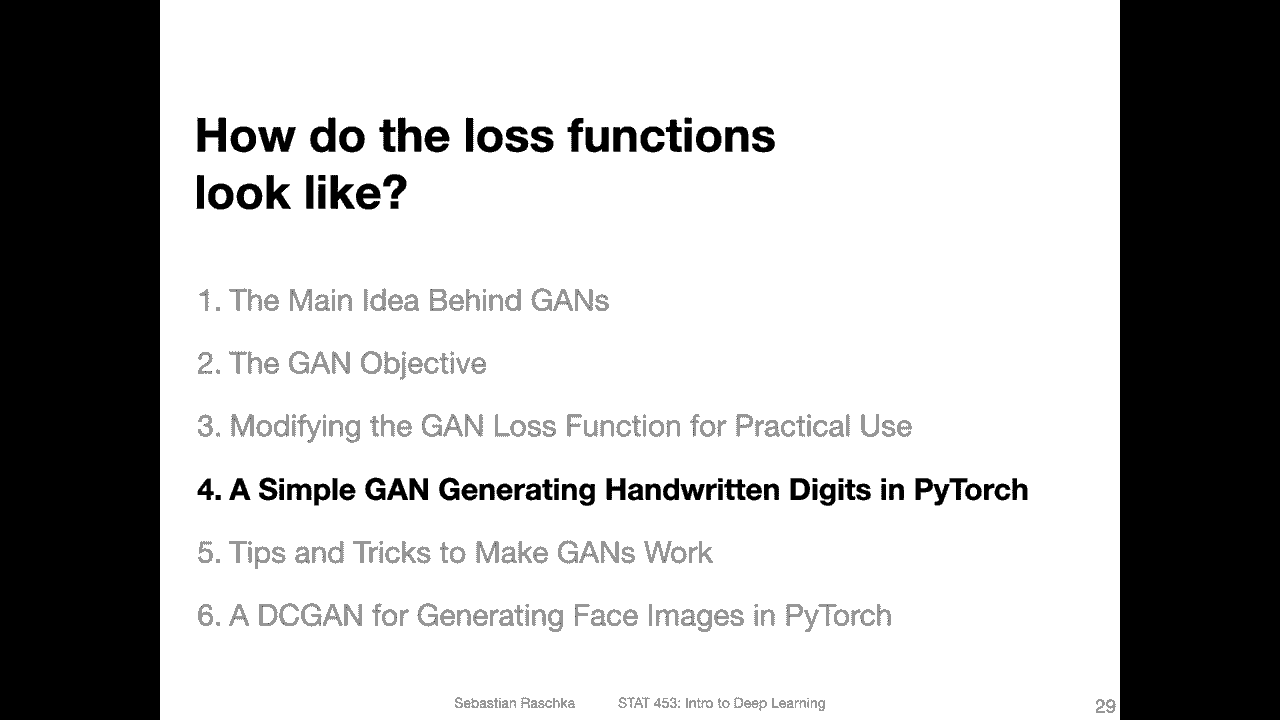 How do the loss functions
look like?
1. The Main Idea Behind GANs
2. The GAN Objective
3. Modifying the GAN Loss Function for Practical Use
4. A Simple GAN Generating Handwritten Digits in PyTorch
5. Tips and Tricks to Make GANs Work
6. A DCGAN for Generating Face Images in PyTorch
Sebastian Raschka STAT 453: Intro to Deep Learning 29